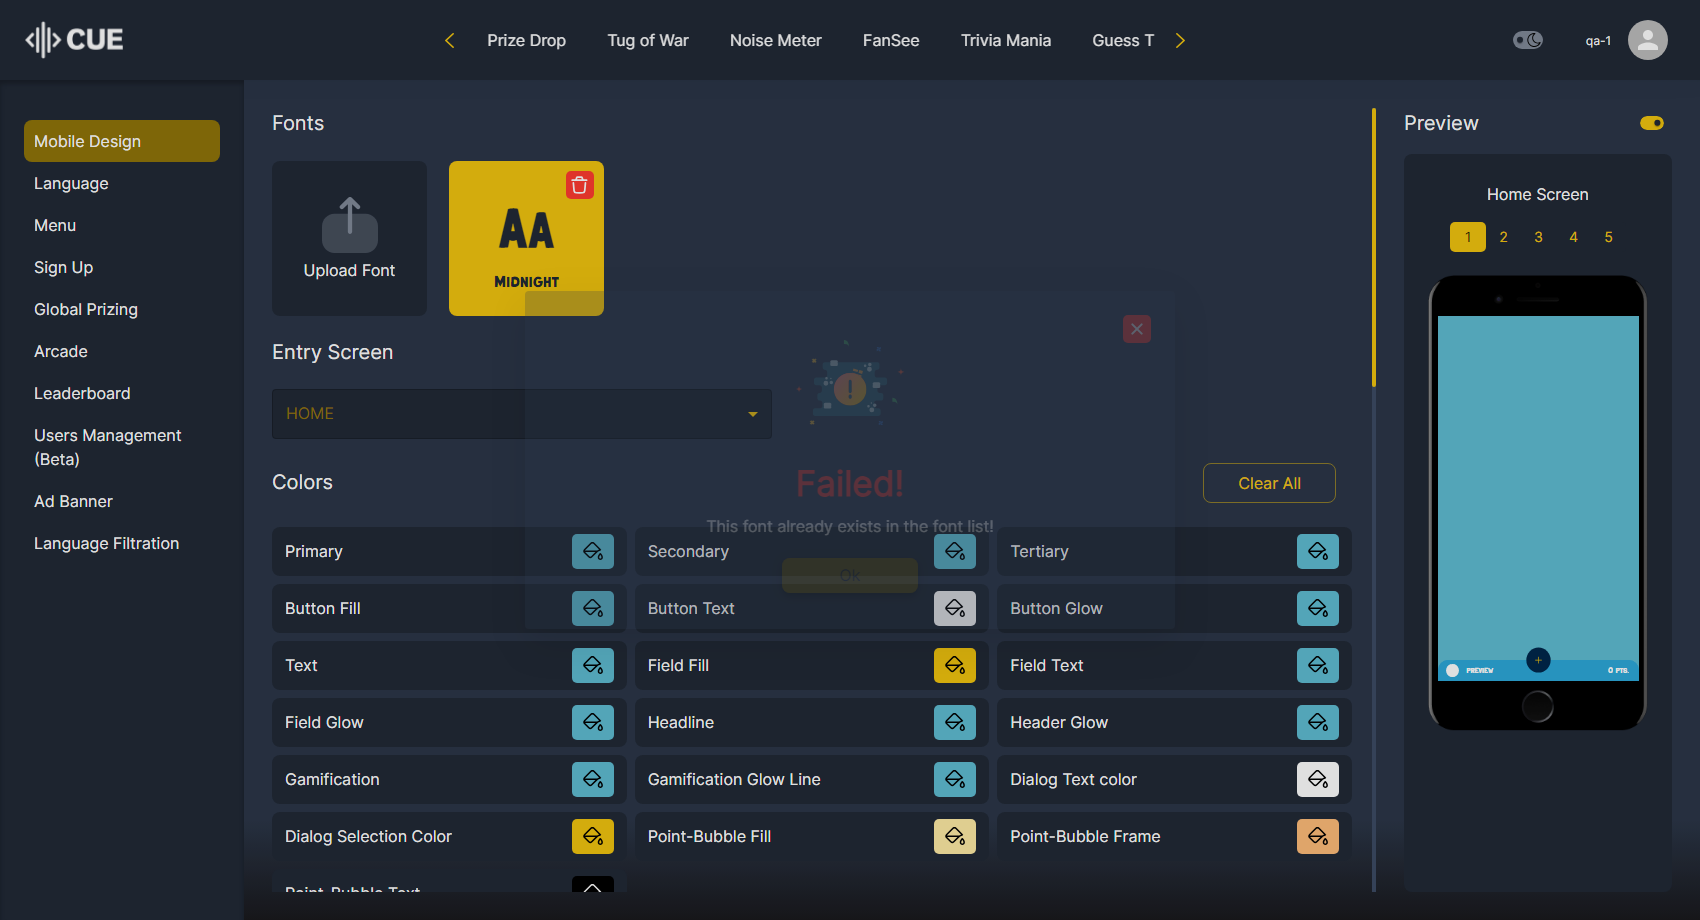 CUE
Prize Drop
Tug of War
Noise Meter
FanSee
Trivia Mania
Guess T
qa-1
Mobile Design
Language
Menu
Sign Up
Global Prizing
Arcade
Leaderboard
Users Management
(Beta)
Ad Banner
Language Filtration
Fonts
Upload Font
AA
MIDNIGHT
Entry Screen
HOME
Failed!
This font already exists in the font list!
Ok
Colors
Clear All
Primary
Secondary
Tertiary
Button Fill
Button Text
Button Glow
Text
Field Fill
Field Text
Field Glow
Headline
Header Glow
Gamification
Gamification Glow Line
Dialog Text color
Dialog Selection Color
Point-Bubble Fill
Point-Bubble Frame
Point-Bubble Text
Preview
Home Screen
1 2 3 4 5
PREVIEW
0 PTS.